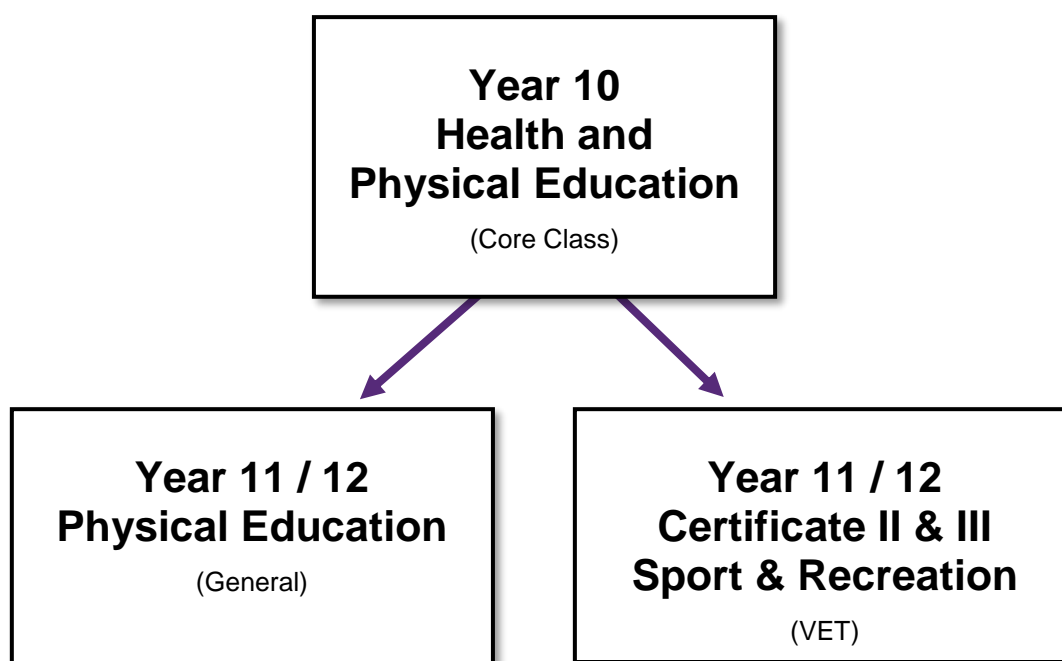 Year 10
Health and
Physical Education
(Core Class)
Year 11 / 12
Physical Education
(General)
Year 11 / 12
Certificate II & III
Sport & Recreation
(VET)